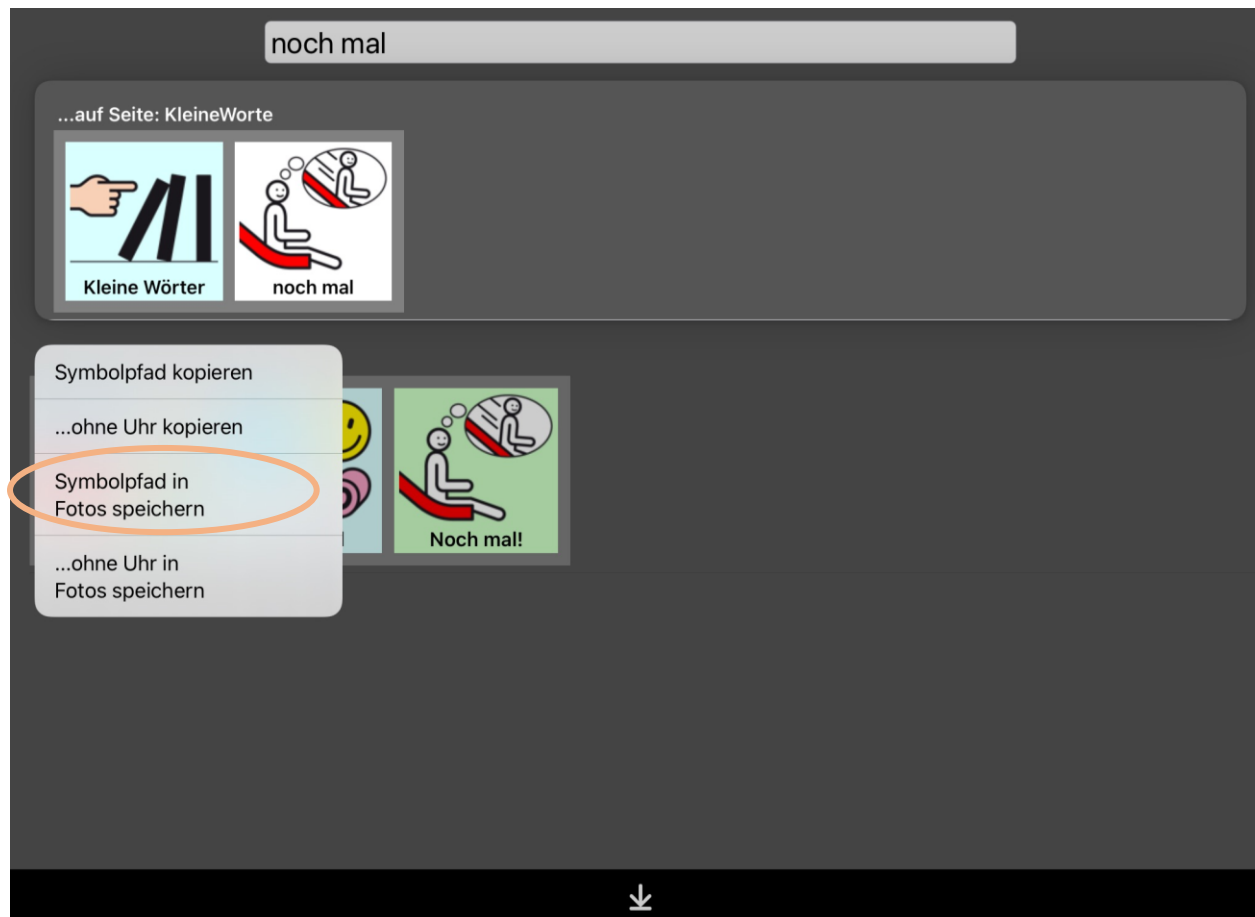 noch mal
...auf Seite: KleineWorte
Kleine Wörter
noch mal
Symbolpfad kopieren
...ohne Uhr kopieren
Symbolpfad in
Fotos speichern
...ohne Uhr in
Fotos speichern
Noch mal!